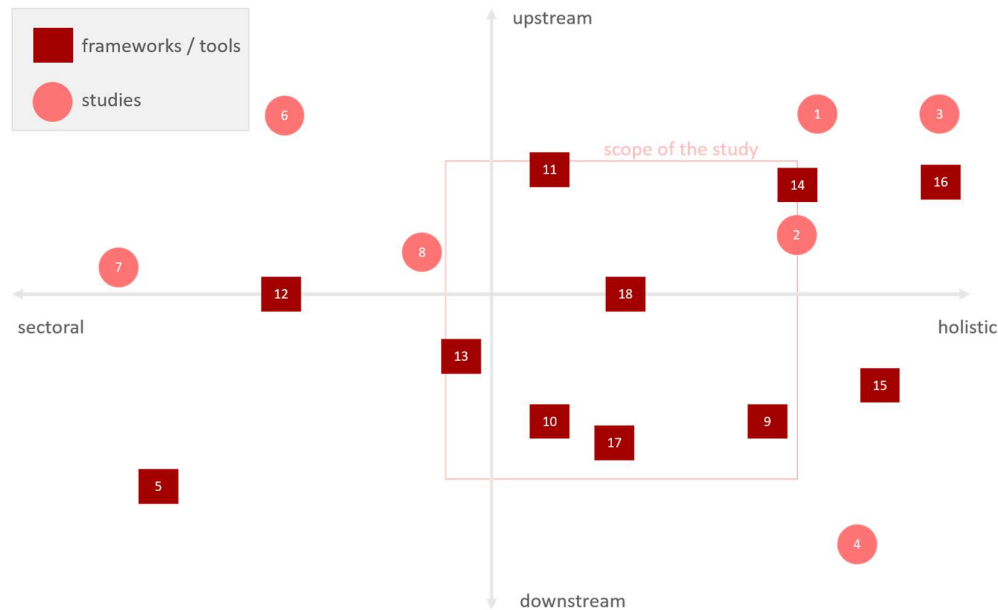 upstream
frameworks / tools
studies
6
1
3
scope of the study
11
14
16
2
8
7
12
18
sectoral
holistic
13
15
10
9
17
5
4
downstream